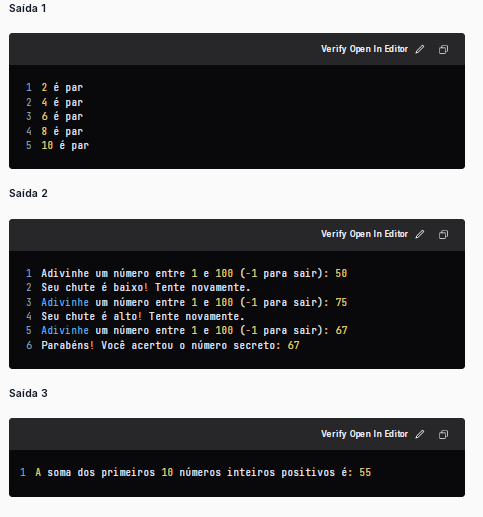 Saída 1
Verify Open In Editor
1 2 é par
2 4 é par
3 6 é par
4 8 é par
5 10 é par
Saída 2
Verify Open In Editor
1 Adivinhe um número entre 1 e 100 (-1 para sair): 50
2 Seu chute é baixo! Tente novamente.
3 Adivinhe um número entre 1 e 100 (-1 para sair): 75
4 Seu chute é alto! Tente novamente.
5 Adivinhe um número entre 1 e 100 (-1 para sair): 67
6 Parabéns! Você acertou o número secreto: 67
Saída 3
Verify Open In Editor
1 A soma dos primeiros 10 números inteiros positivos é: 55